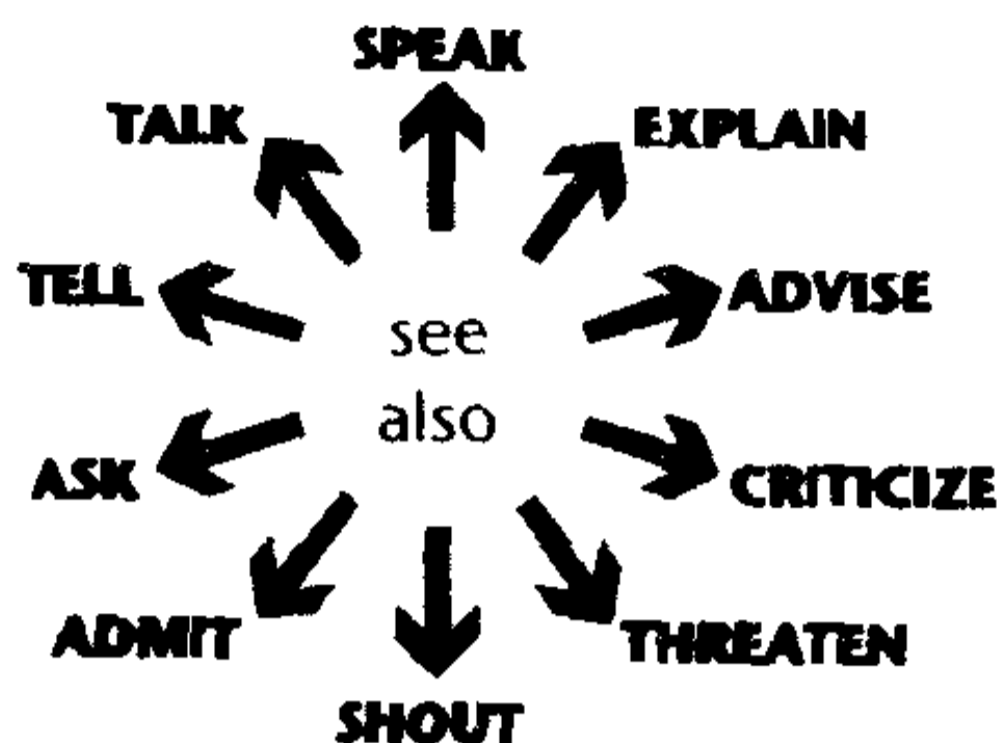 SPEAK
TALK
EXPLAIN
TELL
ADVISE
see
also
ASK
CRITICIZE
ADMIT
THREATEN
SHOUT